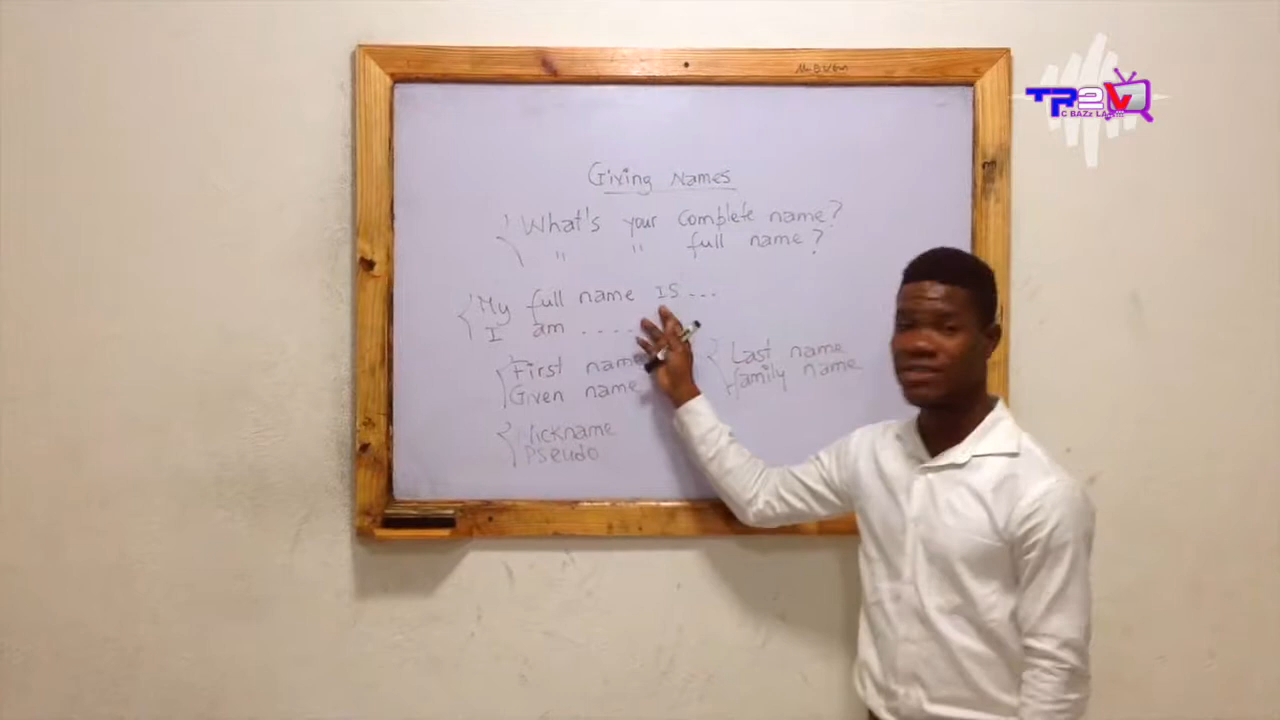 TP2V
Giving Names
What's your complete name?
" " full name?
My full name is...
I am ....
First name
Given name
Last name
family name
Nickname
Pseudo